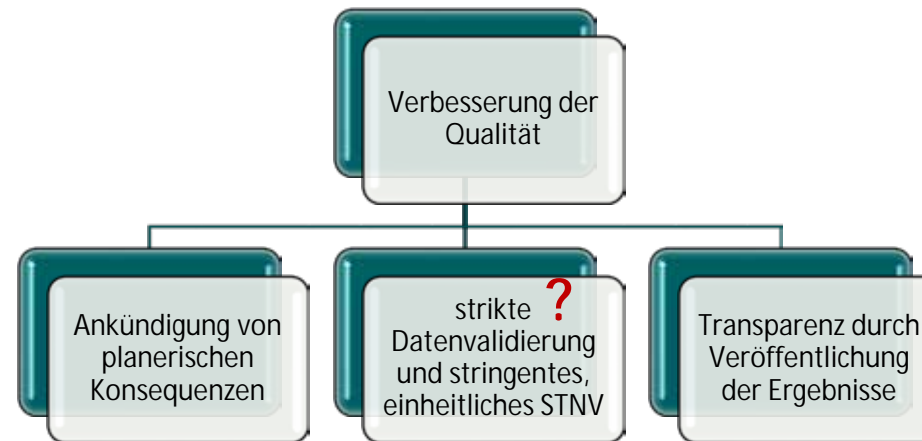 Verbesserung der
Qualität
Ankündigung von
planerischen
Konsequenzen
strikte ?
Datenvalidierung
und stringentes,
einheitliches STNV
Transparenz durch
Veröffentlichung
der Ergebnisse